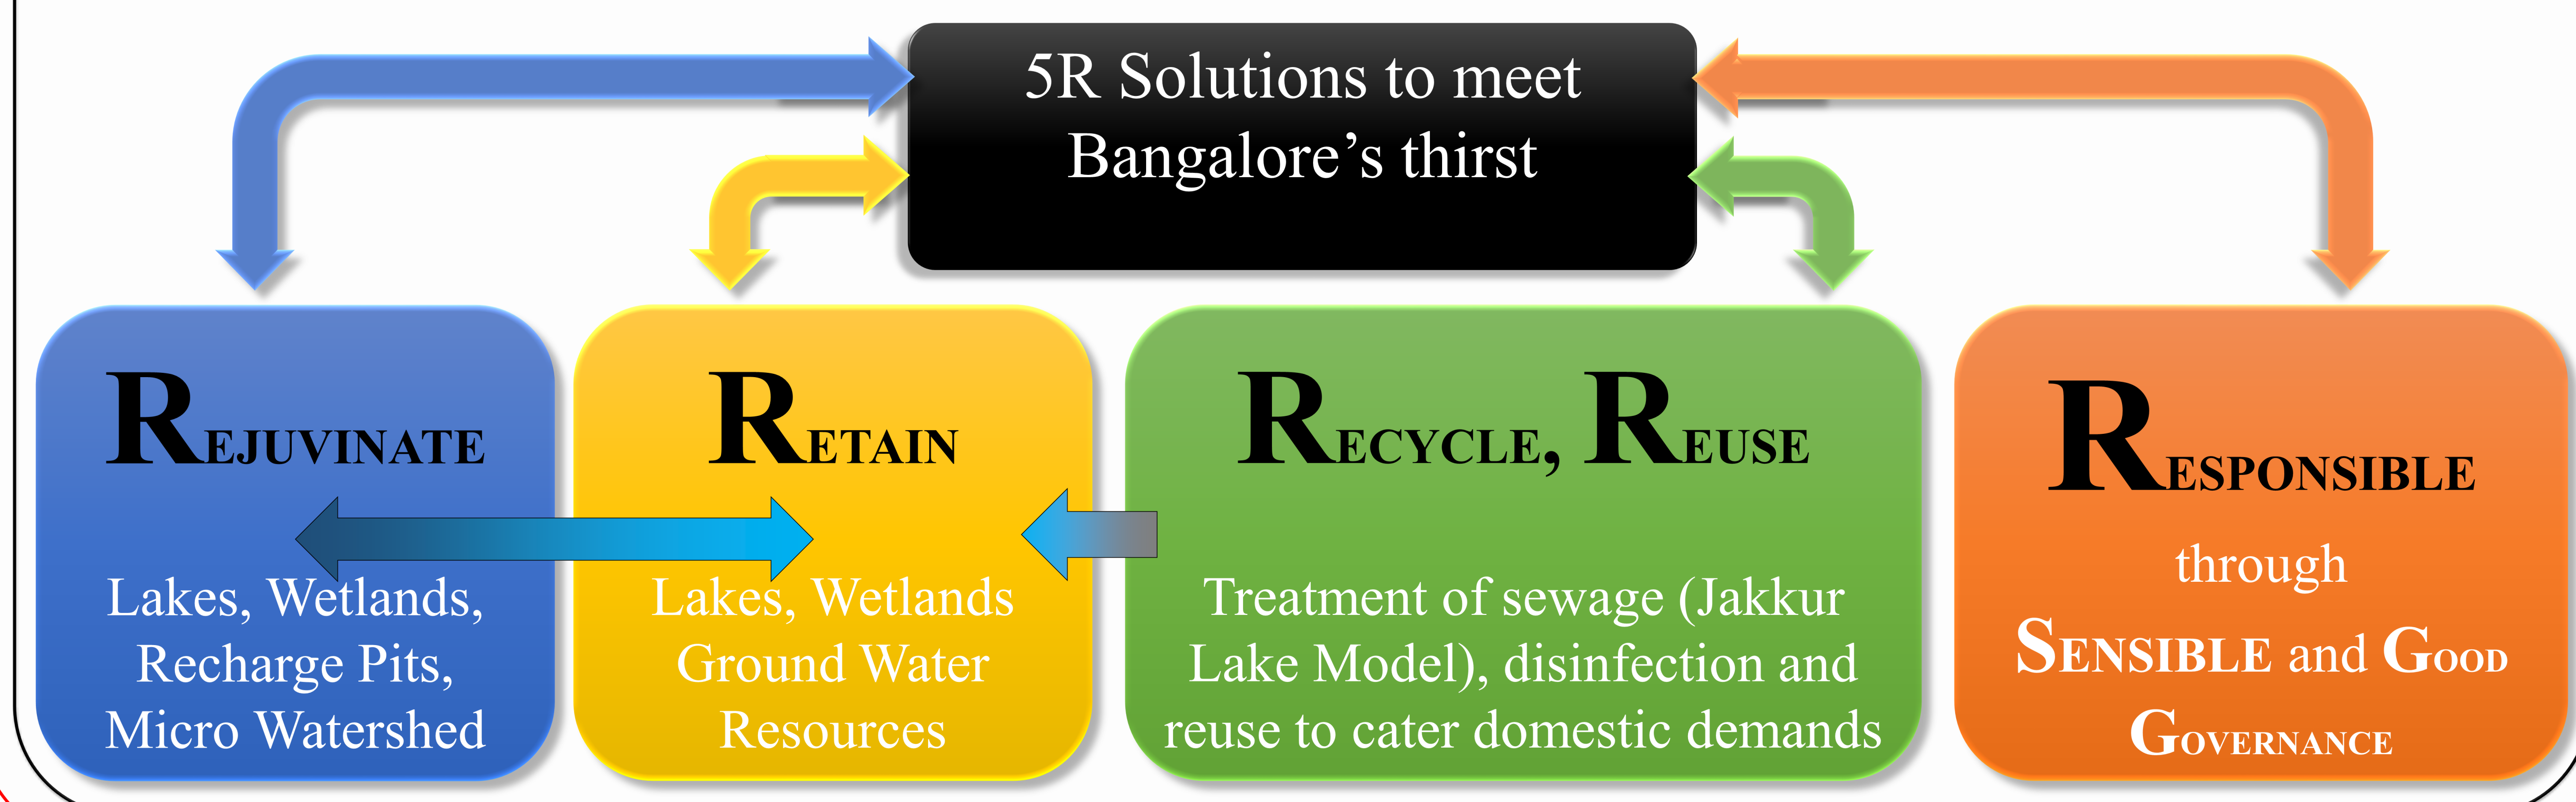 5R Solutions to meet
Bangalore’s thirst
REJUVINATE
Lakes, Wetlands,
Recharge Pits,
Micro Watershed
RETAIN
Lakes, Wetlands
Ground Water
Resources
RECYCLE, REUSE
Treatment of sewage (Jakkur
Lake Model), disinfection and
reuse to cater domestic demands
RESPONSIBLE
through
SENSIBLE and GOOD
GOVERNANCE